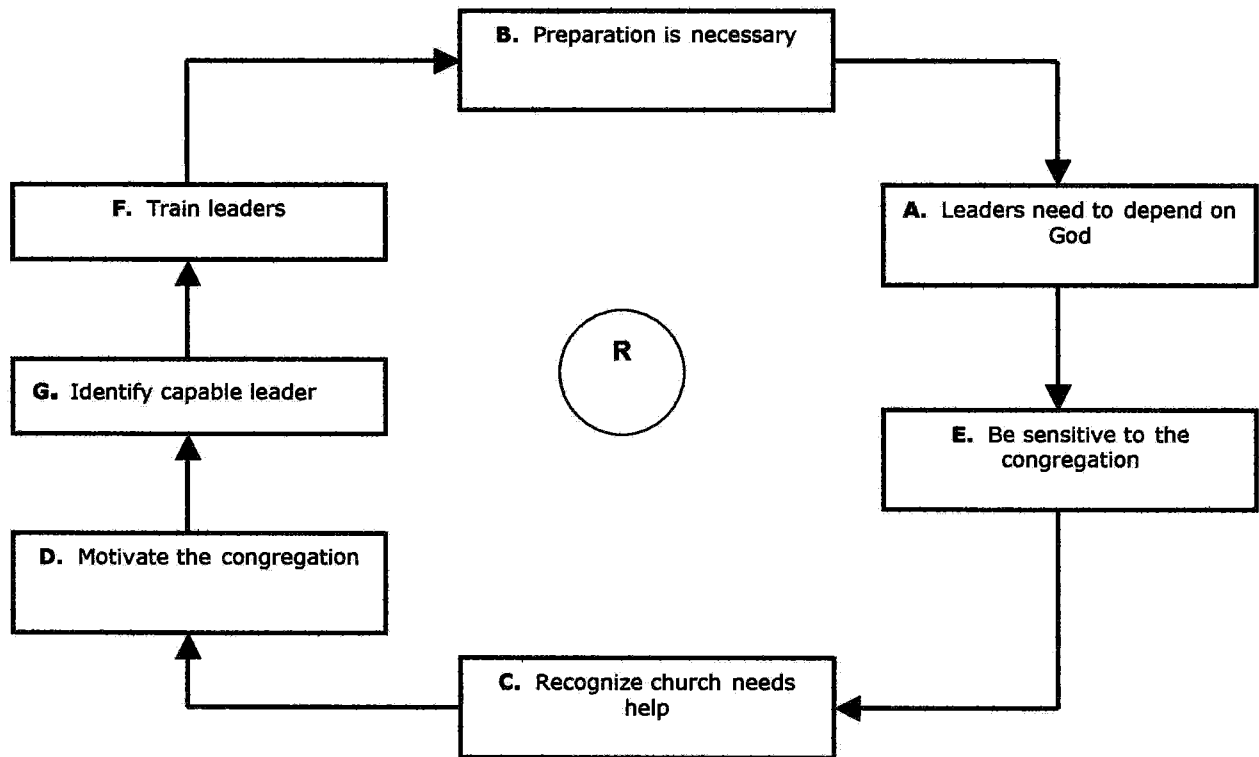 B. Preparation is necessary
F. Train leaders
A. Leaders need to depend on
God
R
G. Identify capable leader
E. Be sensitive to the
congregation
D. Motivate the congregation
C. Recognize church needs
help